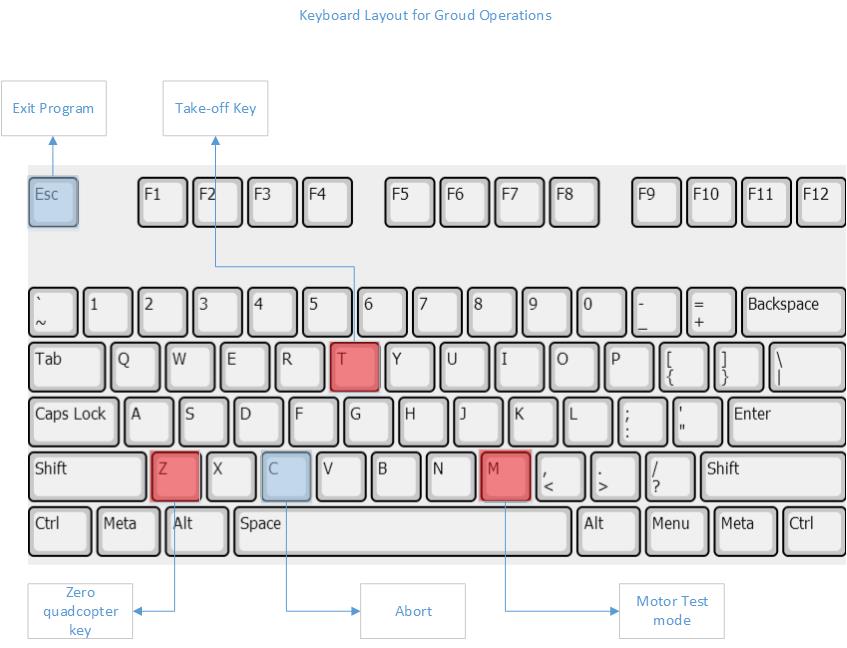 Keyboard Layout for Groud Operations
Exit Program
Take-off Key
Esc F1 F2 F3 F4 F5 F6 F7 F8 F9 F10 F11 F12
` 1 2 3 4 5 6 7 8 9 0 - = Backspace
~ _ +
Tab Q W E R T Y U I O P [ ] \
{ } |
Caps Lock A S D F G H J K L ; ' Enter
: "
Shift Z X C V B N M , . / Shift
< > ?
Ctrl Meta Alt Space Alt Menu Meta Ctrl
Zero
quadcopter
key
Abort
Motor Test
mode